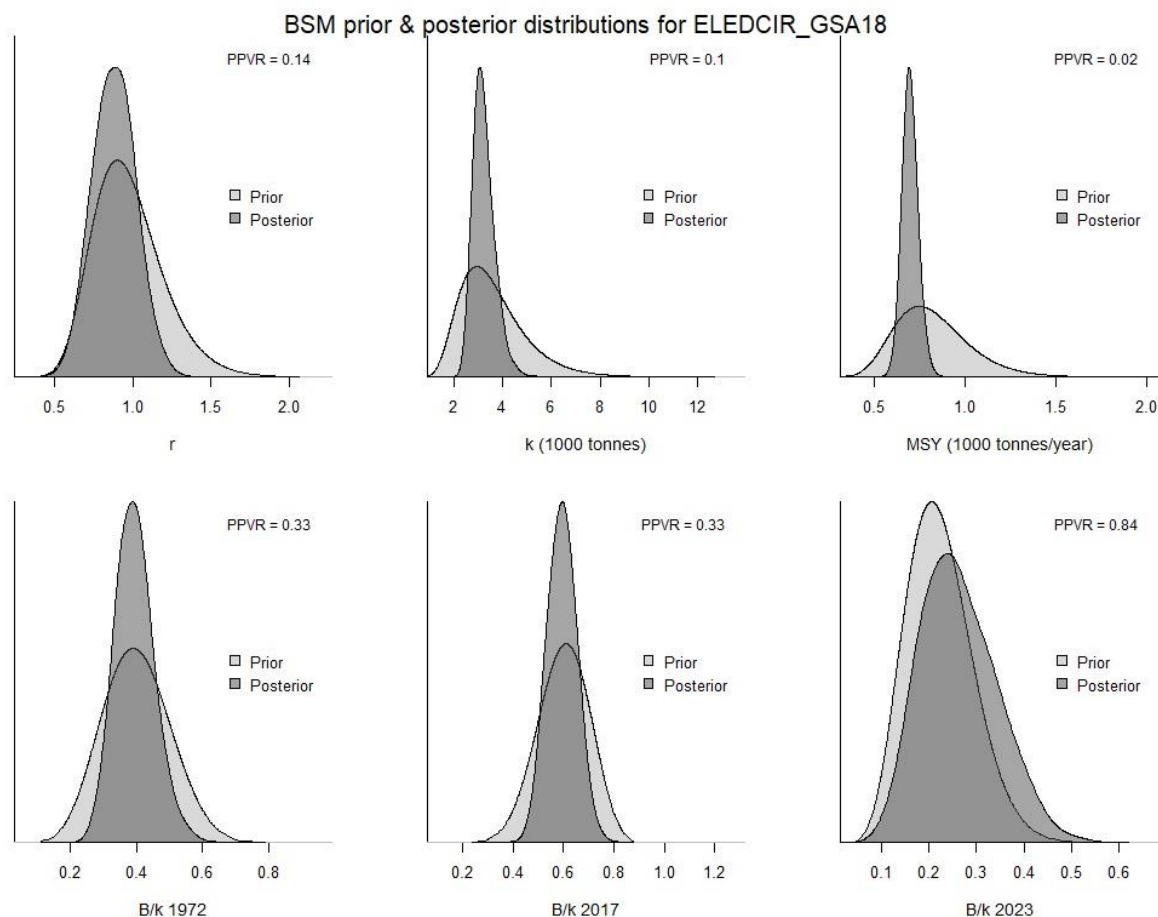 BSM prior & posterior distributions for ELEDCIR_GSA18
PPVR = 0.14
Prior
Posterior
0.5 1.0 1.5 2.0
r
PPVR = 0.1
Prior
Posterior
2 4 6 8 10 12
k (1000 tonnes)
PPVR = 0.02
Prior
Posterior
0.5 1.0 1.5 2.0
MSY (1000 tonnes/year)
PPVR = 0.33
Prior
Posterior
0.2 0.4 0.6 0.8
B/k 1972
PPVR = 0.33
Prior
Posterior
0.2 0.4 0.6 0.8 1.0 1.2
B/k 2017
PPVR = 0.84
Prior
Posterior
0.1 0.2 0.3 0.4 0.5 0.6
B/k 2023